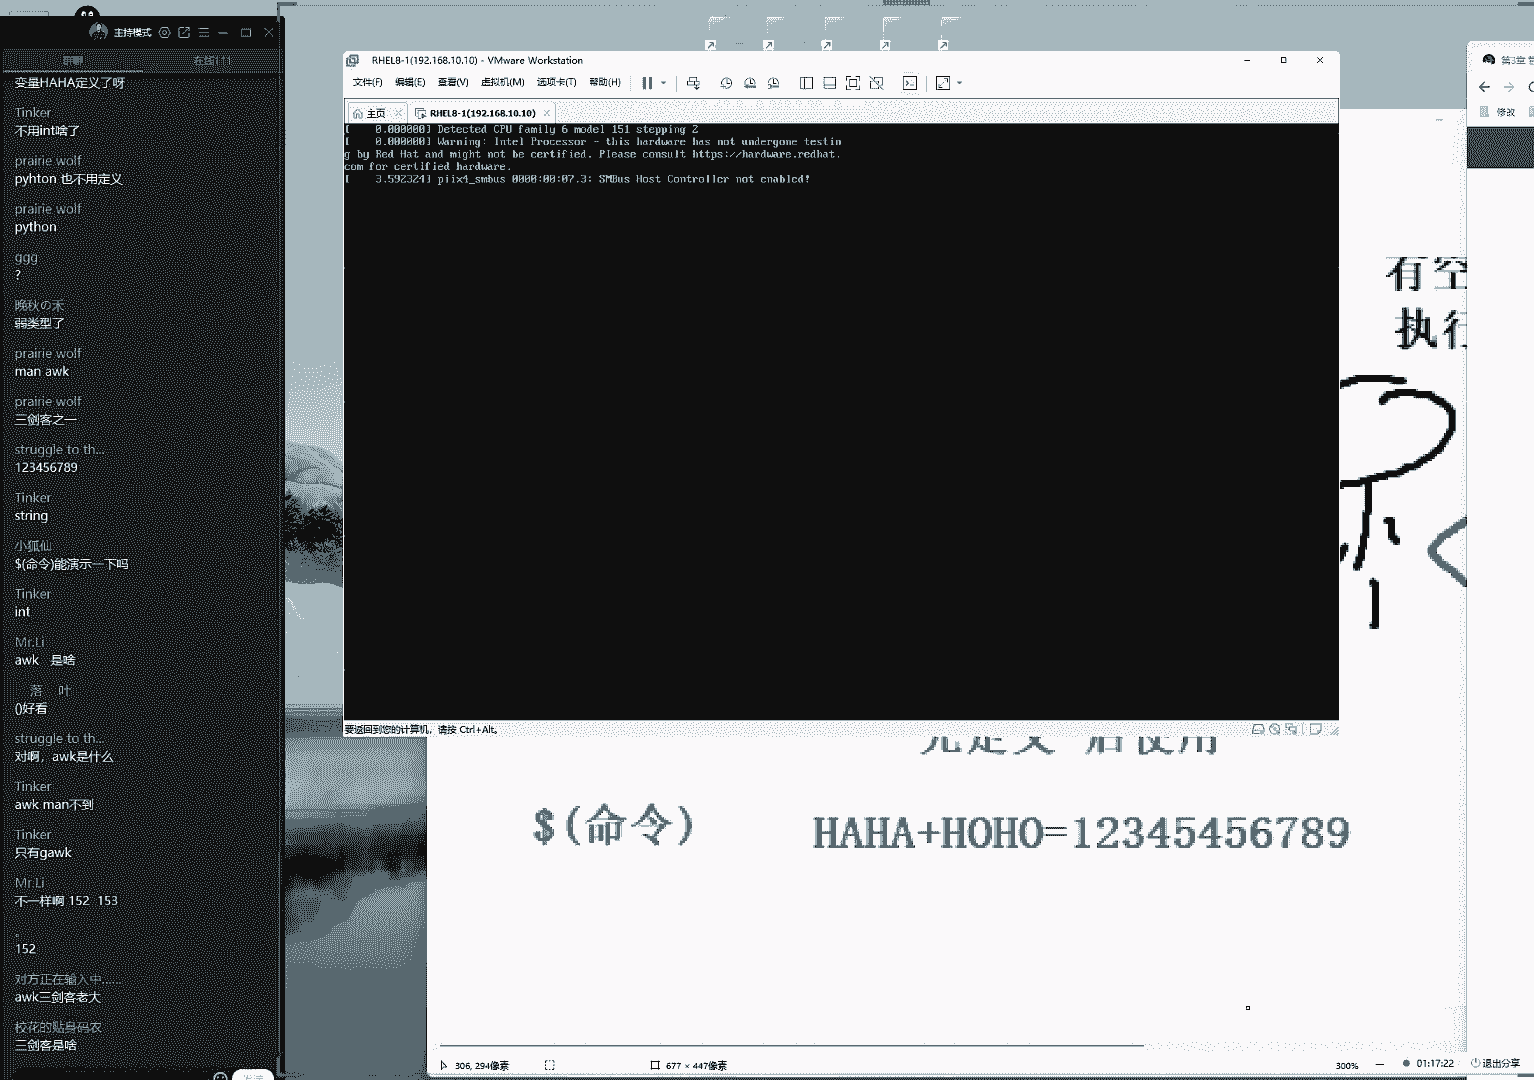 主持模式
变量HAHA定义了呀
Tinker
不用int啥了
prairie wolf
pyhton 也不用定义
prairie wolf
python
ggg
?
晚秋の禾
弱类型了
prairie wolf
man awk
prairie wolf
三剑客之一
struggle to th...
123456789
Tinker
string
小狐仙
$(命令)能演示一下吗
Tinker
int
Mr.Li
awk 是啥
落 叶
()好看
struggle to th...
对啊，awk是什么
Tinker
awk man不到
Tinker
只有gawk
Mr.Li
不一样啊 152 153
152
对方正在输入中......
awk三剑客老大
校花的贴身码农
三剑客是啥
RHEL8-1(192.168.10.10) - VMware Workstation
文件(F) 编辑(E) 查看(V) 虚拟机(M) 选项卡(T) 帮助(H)
主页 RHEL8-1(192.168.10.10)
[    0.000000] Detected CPU family 6 model 151 stepping 2
[    0.000000] Warning: Intel Processor - this hardware has not undergone testin
g by Red Hat and might not be certified. Please consult https://hardware.redhat.
com for certified hardware.
[    3.592324] piix4_smbus 0000:00:07.3: SMBus Host Controller not enabled!
要返回到您的计算机，请按 Ctrl+Alt。
第3章
修改
有空
执行
先定义 后使用
$(命令)
HAHA+HOHO=12345456789
306, 294像素
677 × 447像素
300%
01:17:22
退出分享